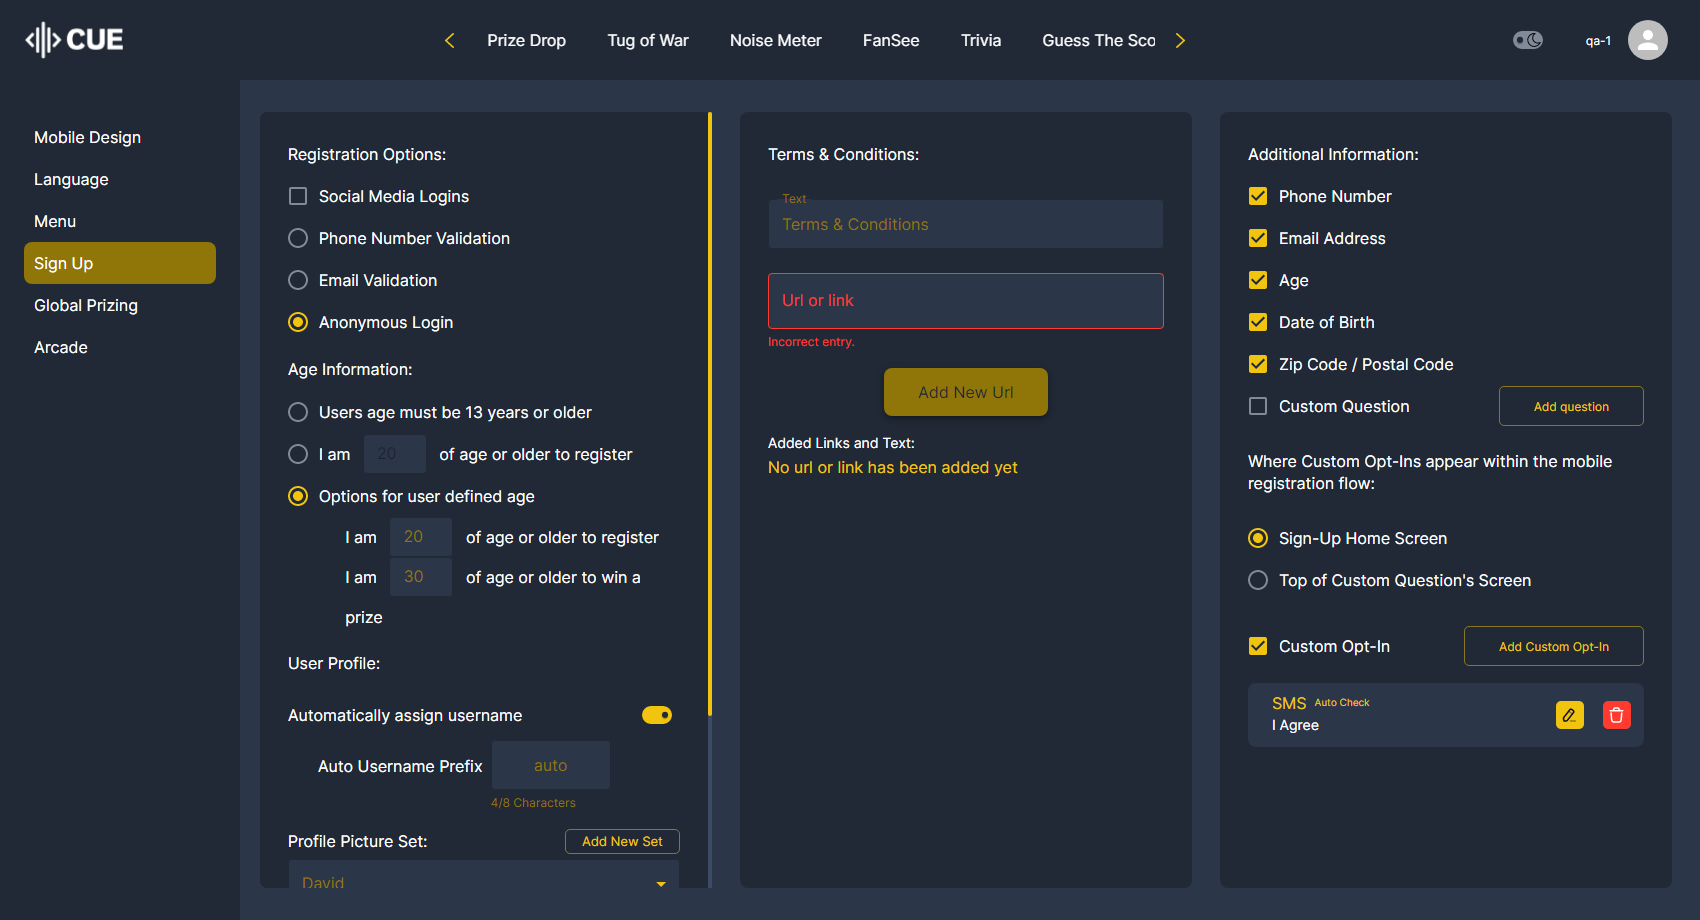 CUE
Prize Drop
Tug of War
Noise Meter
FanSee
Trivia
Guess The Sco
qa-1
Mobile Design
Language
Menu
Sign Up
Global Prizing
Arcade
Registration Options:
Social Media Logins
Phone Number Validation
Email Validation
Anonymous Login
Age Information:
Users age must be 13 years or older
I am 20 of age or older to register
Options for user defined age
I am 20 of age or older to register
I am 30 of age or older to win a
prize
User Profile:
Automatically assign username
Auto Username Prefix auto
4/8 Characters
Profile Picture Set: Add New Set
David
Terms & Conditions:
Text
Terms & Conditions
Url or link
Incorrect entry.
Add New Url
Added Links and Text:
No url or link has been added yet
Additional Information:
Phone Number
Email Address
Age
Date of Birth
Zip Code / Postal Code
Custom Question Add question
Where Custom Opt-Ins appear within the mobile
registration flow:
Sign-Up Home Screen
Top of Custom Question's Screen
Custom Opt-In Add Custom Opt-In
SMS Auto Check
I Agree